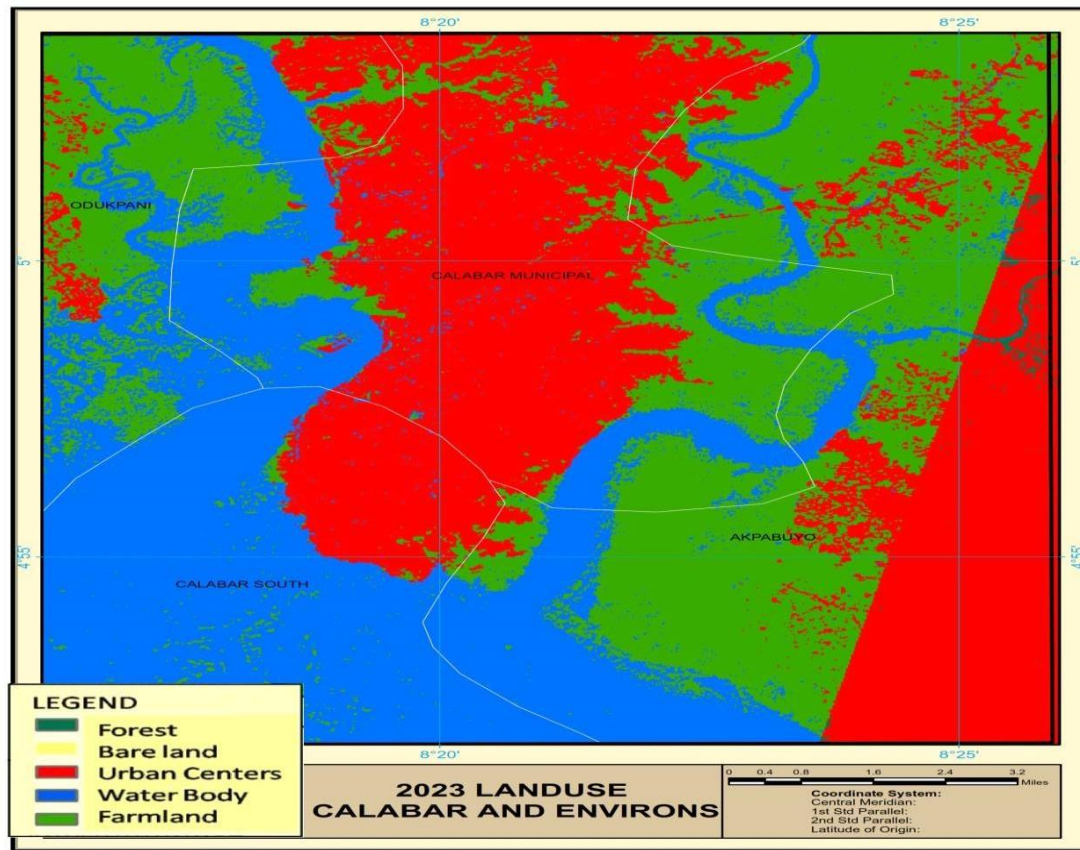 8°20'
8°25'
ODUKPANI
5°
5°
CALABAR MUNICIPAL
AKPABUYO
4°55'
4°55'
CALABAR SOUTH
LEGEND
Forest
Bare land
Urban Centers
Water Body
Farmland
8°20'
8°25'
2023 LANDUSE
CALABAR AND ENVIRONS
0 0.4 0.8 1.6 2.4 3.2
Miles
Coordinate System:
Central Meridian:
1st Std Parallel:
2nd Std Parallel:
Latitude of Origin: